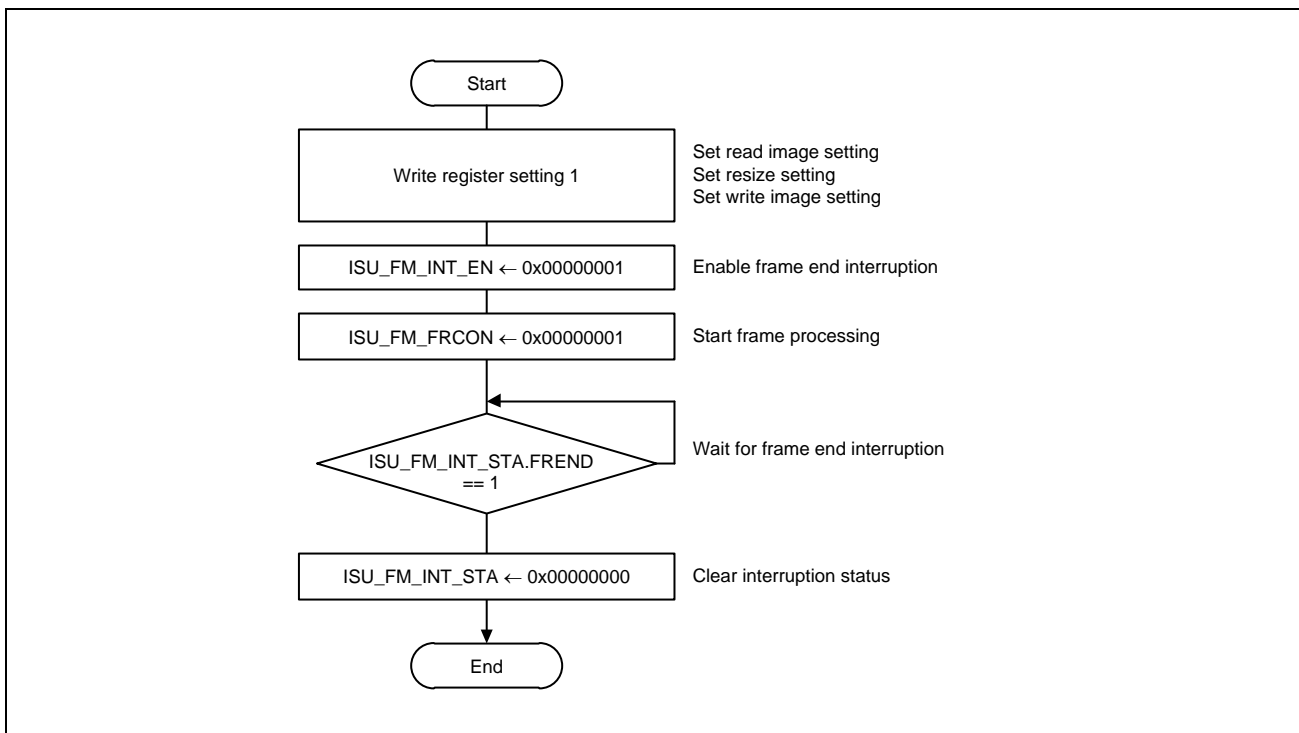 Start
Write register setting 1
Set read image setting
Set resize setting
Set write image setting
ISU_FM_INT_EN ← 0x00000001
Enable frame end interruption
ISU_FM_FRCON ← 0x00000001
Start frame processing
ISU_FM_INT_STA.FREND
== 1
Wait for frame end interruption
ISU_FM_INT_STA ← 0x00000000
Clear interruption status
End